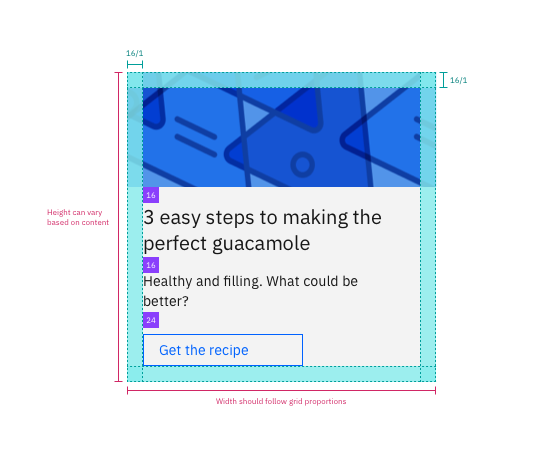 16/1
16/1
16
3 easy steps to making the
perfect guacamole
Height can vary
based on content
16
Healthy and filling. What could be
better?
24
Get the recipe
Width should follow grid proportions